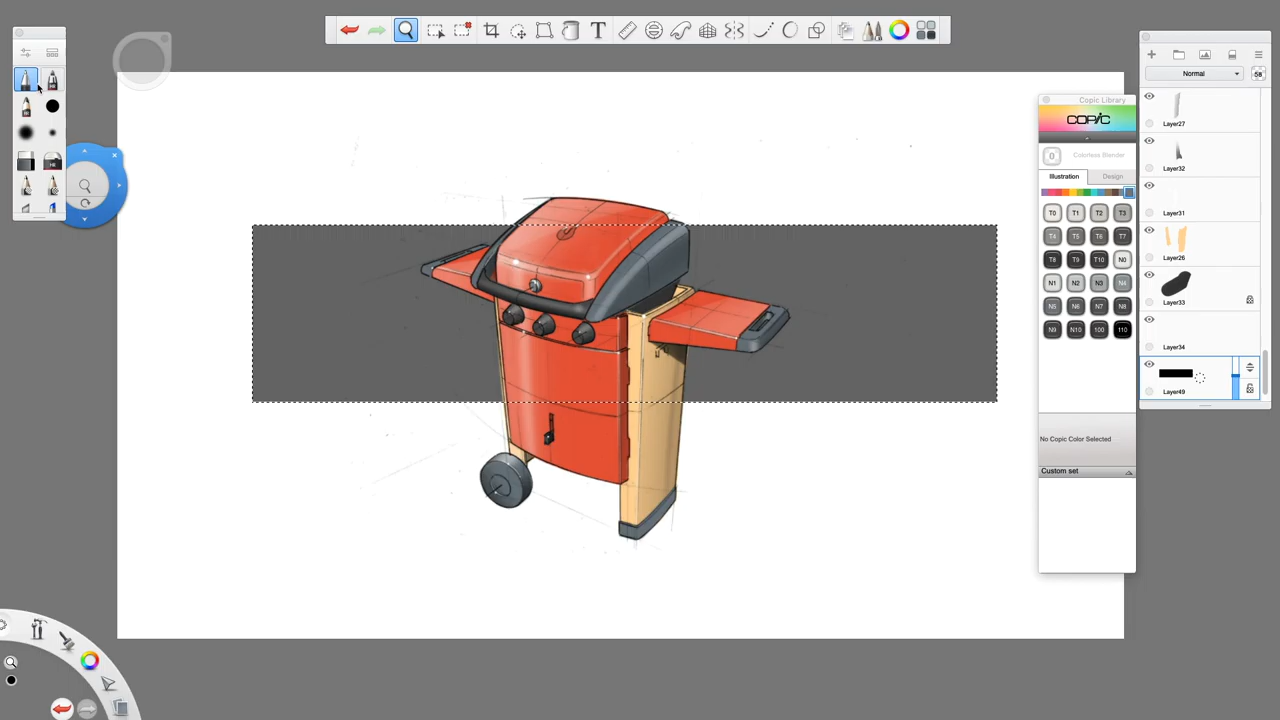 T
Normal
58
Copic Library
COPIC
0
Colorless Blender
Illustration
Design
T0
T1
T2
T3
T4
T5
T6
T7
T8
T9
T10
N0
N1
N2
N3
N4
N5
N6
N7
N8
N9
N10
100
110
No Copic Color Selected
Custom set
Layer27
Layer32
Layer31
Layer26
Layer33
Layer34
Layer49